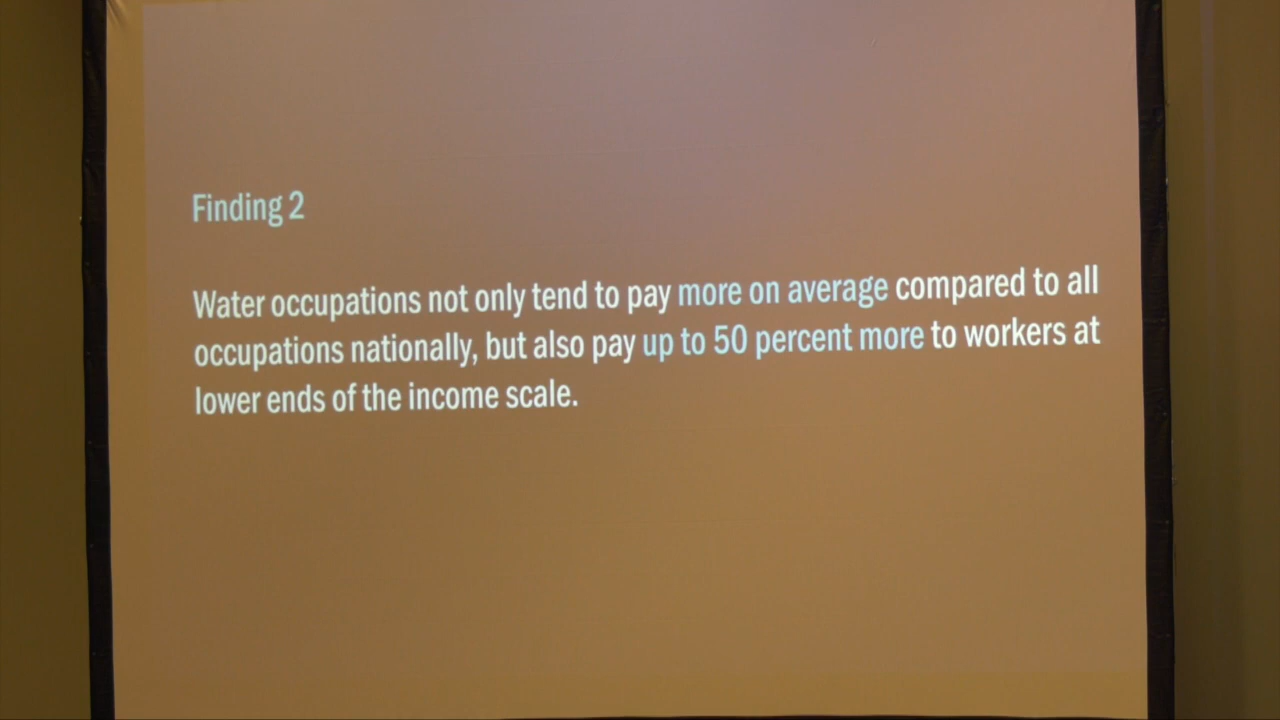 Finding 2
Water occupations not only tend to pay more on average compared to all
occupations nationally, but also pay up to 50 percent more to workers at
lower ends of the income scale.